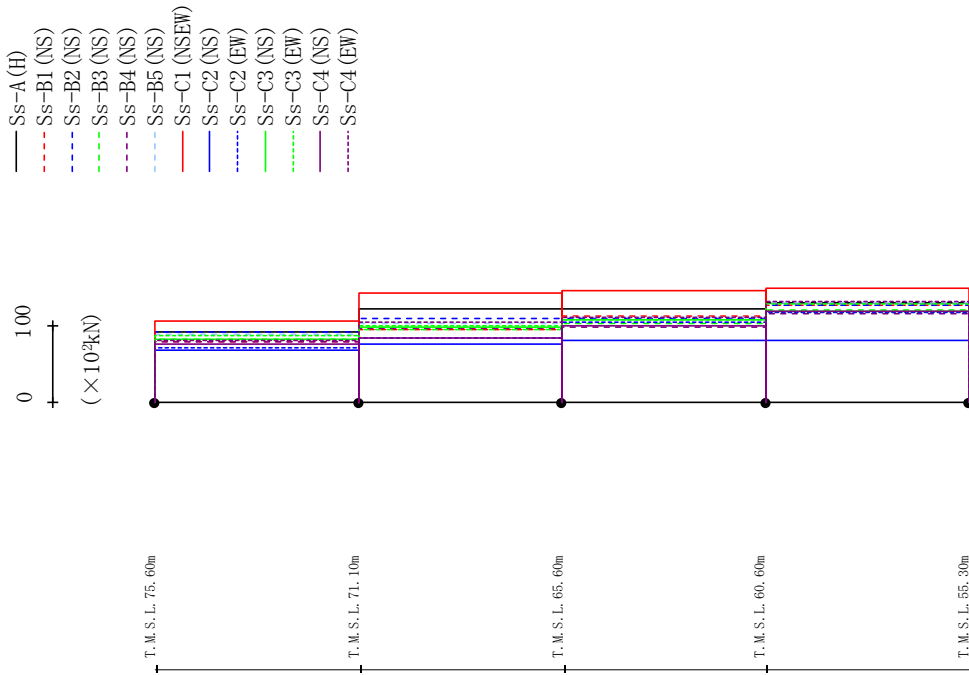 Ss-A(H)
Ss-B1(NS)
Ss-B2(NS)
Ss-B3(NS)
Ss-B4(NS)
Ss-B5(NS)
Ss-C1(NSEW)
Ss-C2(NS)
Ss-C2(EW)
Ss-C3(NS)
Ss-C3(EW)
Ss-C4(NS)
Ss-C4(EW)
0 100
(×10²kN)
T.M.S.L.75.60m
T.M.S.L.71.10m
T.M.S.L.65.60m
T.M.S.L.60.60m
T.M.S.L.55.30m